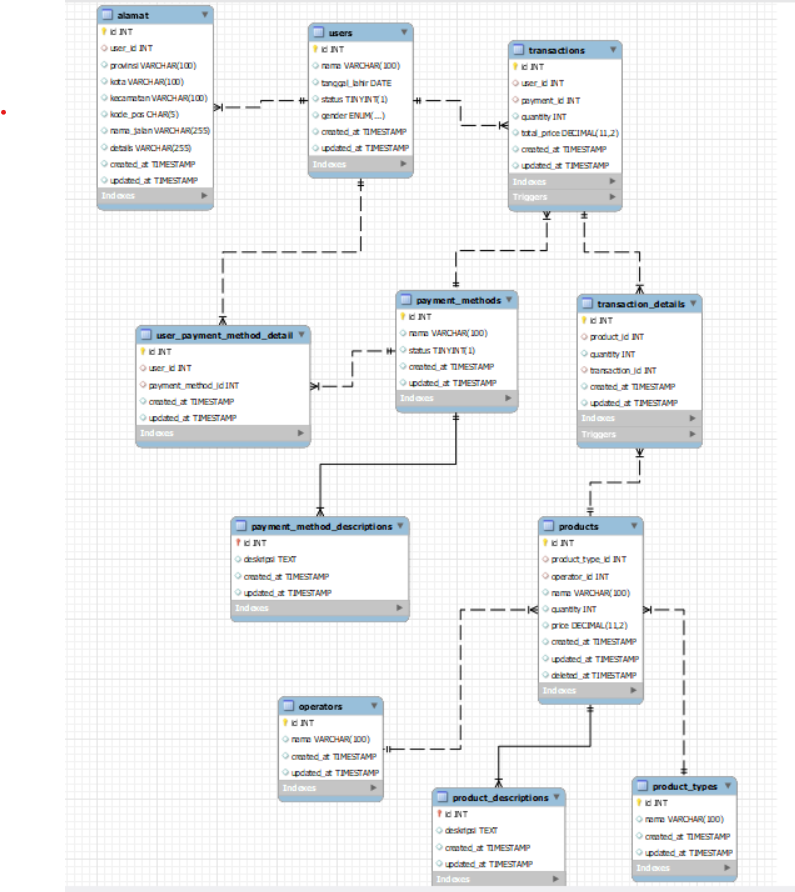 alamat
id INT
user_id INT
provinsi VARCHAR(100)
kota VARCHAR(100)
kecamatan VARCHAR(100)
kode_pos CHAR(5)
nama_jalan VARCHAR(255)
details VARCHAR(255)
created_at TIMESTAMP
updated_at TIMESTAMP
Indexes
users
id INT
nama VARCHAR(100)
tanggal_lahir DATE
status TINYINT(1)
gender ENUM(...)
created_at TIMESTAMP
updated_at TIMESTAMP
Indexes
transactions
id INT
user_id INT
payment_id INT
quantity INT
total_price DECIMAL(11,2)
created_at TIMESTAMP
updated_at TIMESTAMP
Indexes
Triggers
user_payment_method_detail
id INT
user_id INT
payment_method_id INT
created_at TIMESTAMP
updated_at TIMESTAMP
Indexes
payment_methods
id INT
nama VARCHAR(100)
status TINYINT(1)
created_at TIMESTAMP
updated_at TIMESTAMP
Indexes
transaction_details
id INT
product_id INT
quantity INT
transaction_id INT
created_at TIMESTAMP
updated_at TIMESTAMP
Indexes
Triggers
payment_method_descriptions
id INT
deskripsi TEXT
created_at TIMESTAMP
updated_at TIMESTAMP
Indexes
products
id INT
product_type_id INT
operator_id INT
nama VARCHAR(100)
quantity INT
price DECIMAL(11,2)
created_at TIMESTAMP
updated_at TIMESTAMP
deleted_at TIMESTAMP
Indexes
operators
id INT
nama VARCHAR(100)
created_at TIMESTAMP
updated_at TIMESTAMP
Indexes
product_descriptions
id INT
deskripsi TEXT
created_at TIMESTAMP
updated_at TIMESTAMP
Indexes
product_types
id INT
nama VARCHAR(100)
created_at TIMESTAMP
updated_at TIMESTAMP
Indexes